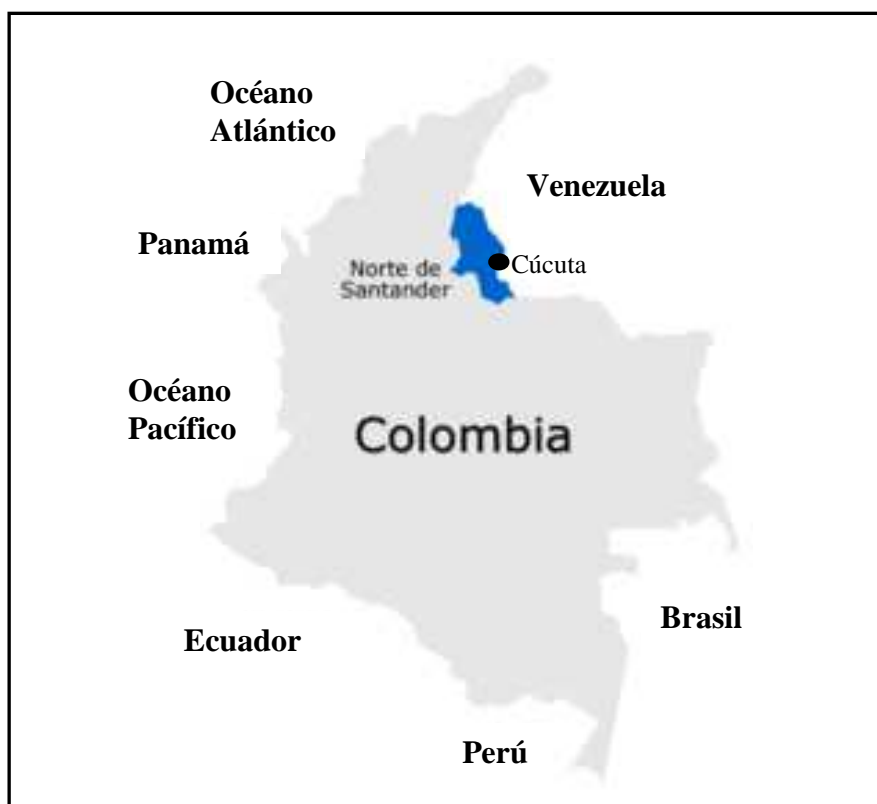 Océano
Atlántico
Venezuela
Panamá
Cúcuta
Norte de
Santander
Océano
Pacífico
Colombia
Brasil
Ecuador
Perú